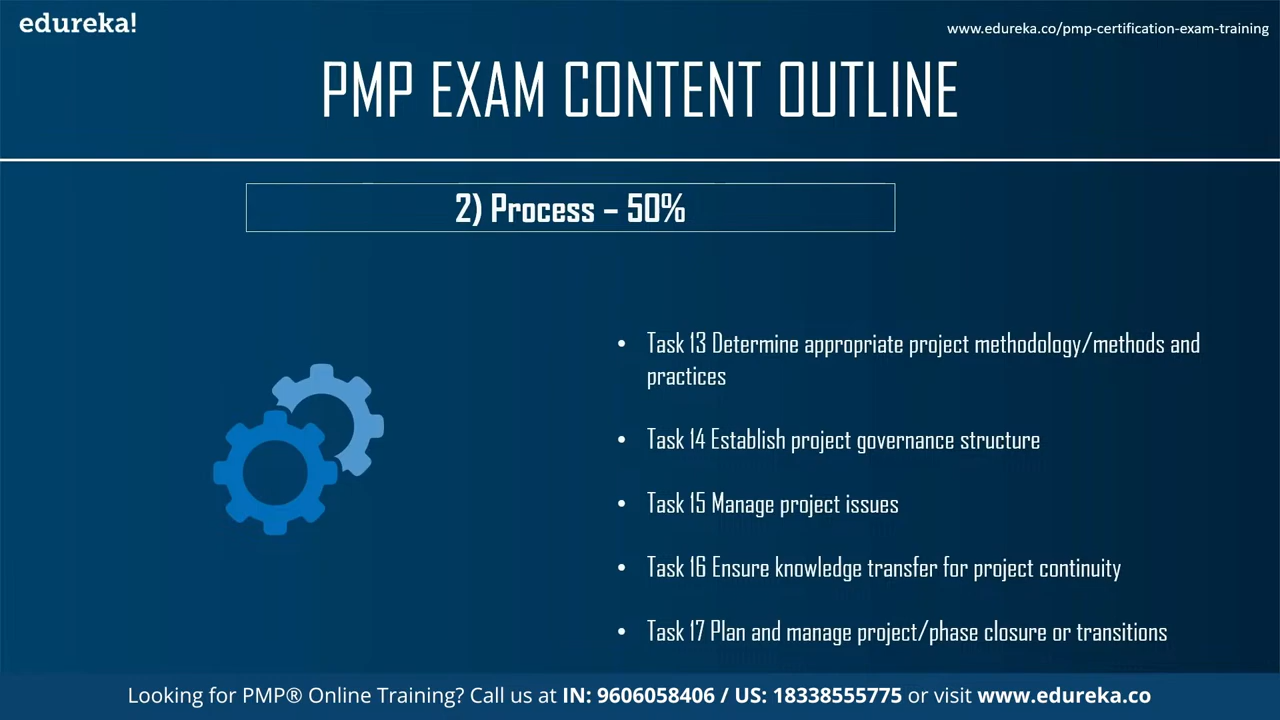 edureka!
www.edureka.co/pmp-certification-exam-training
PMP EXAM CONTENT OUTLINE
2) Process – 50%
• Task 13 Determine appropriate project methodology/methods and
practices
• Task 14 Establish project governance structure
• Task 15 Manage project issues
• Task 16 Ensure knowledge transfer for project continuity
• Task 17 Plan and manage project/phase closure or transitions
Looking for PMP® Online Training? Call us at IN: 9606058406 / US: 18338555775 or visit www.edureka.co